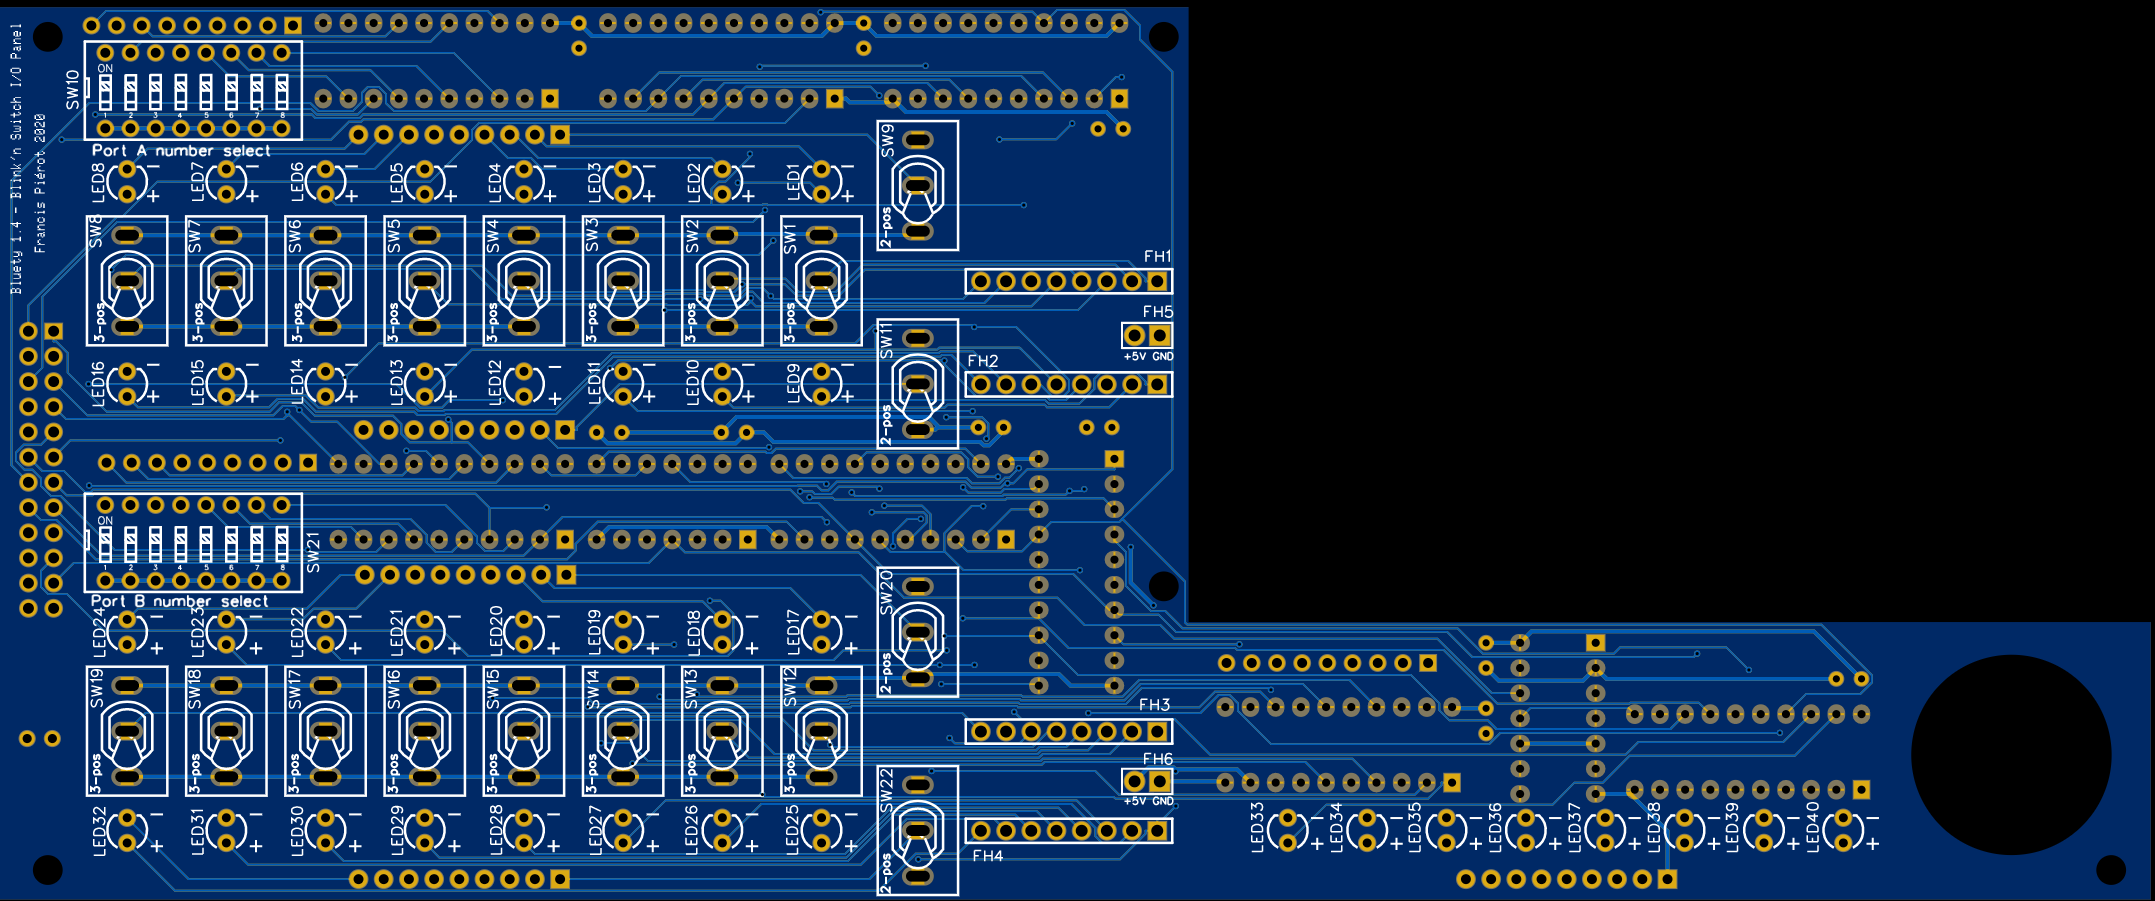 Bluety 1.4 - Blink'n Switch I/O Panel
Francis Piérot 2020
SW10
ON
1 2 3 4 5 6 7 8
Port A number select
SW9
2-pos
LED8 - + LED7 - + LED6 - + LED5 - + LED4 - + LED3 - + LED2 - + LED1 - +
SW8 SW7 SW6 SW5 SW4 SW3 SW2 SW1
3-pos 3-pos 3-pos 3-pos 3-pos 3-pos 3-pos 3-pos
FH1
FH5
+5V GND
SW11
2-pos
FH2
LED16 - + LED15 - + LED14 - + LED13 - + LED12 - + LED11 - + LED10 - + LED9 - +
ON
1 2 3 4 5 6 7 8
SW21
Port B number select
SW20
2-pos
LED24 - + LED23 - + LED22 - + LED21 - + LED20 - + LED19 - + LED18 - + LED17 - +
SW19 SW18 SW17 SW16 SW15 SW14 SW13 SW12
3-pos 3-pos 3-pos 3-pos 3-pos 3-pos 3-pos 3-pos
FH3
FH6
+5V GND
SW22
2-pos
FH4
LED32 - + LED31 - + LED30 - + LED29 - + LED28 - + LED27 - + LED26 - + LED25 - +
LED33 - + LED34 - + LED35 - + LED36 - + LED37 - + LED38 - + LED39 - + LED40 - +